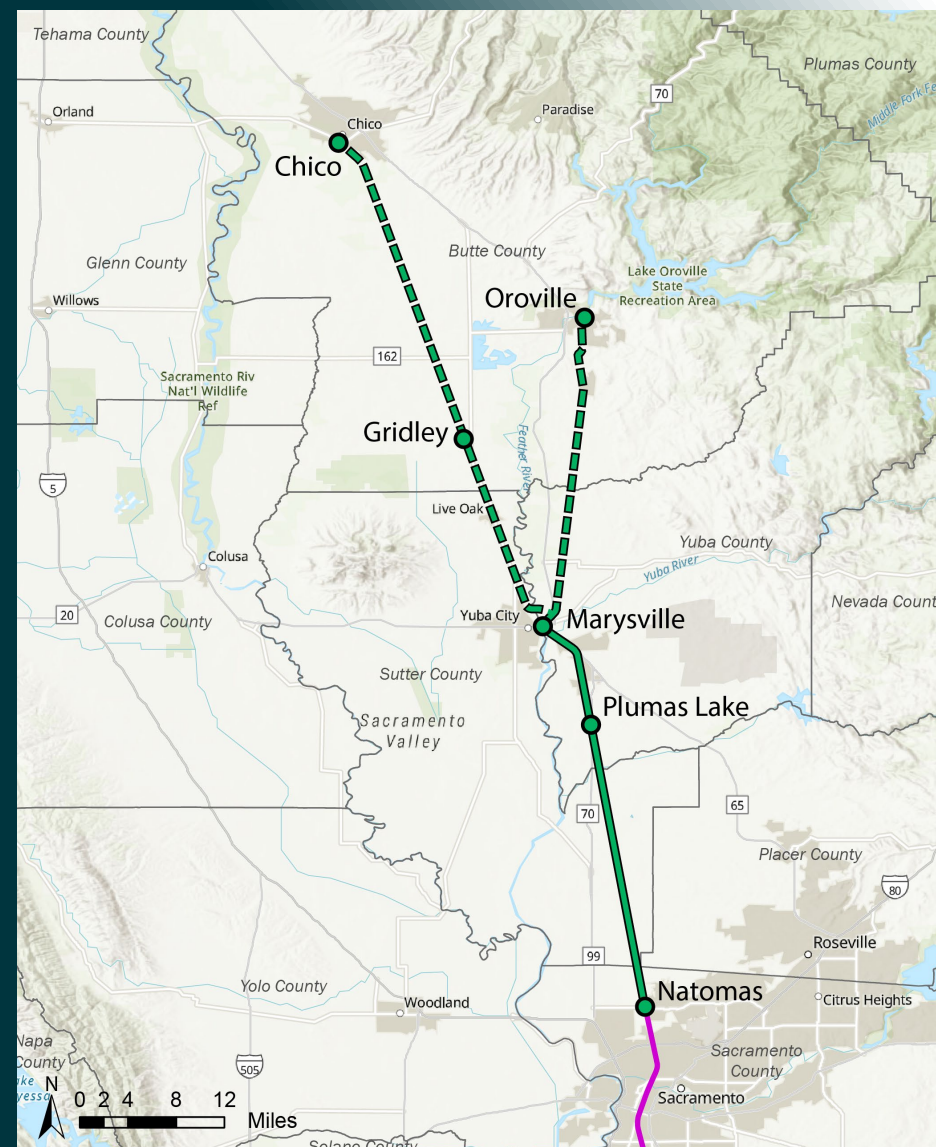 Tehama County
Plumas County
70
Middle Fork Fe
Orland
Paradise
Chico
Chico
Butte County
Glenn County
Lake Oroville
State
Recreation Area
Oroville
Willows
162
Sacramento Riv
Nat'l Wildlife
Ref
Gridley
Feather River
5
Live Oak
Yuba County
Colusa
Yuba River
Nevada Count
20
Colusa County
Yuba City
Marysville
Sutter County
Plumas Lake
Sacramento
Valley
70
65
Placer County
80
Roseville
99
Yolo County
Natomas
Woodland
Citrus Heights
Napa
County
Sacramento
County
505
ake
yessa
N
0 2 4 8 12
Miles
Sacramento
Solano County